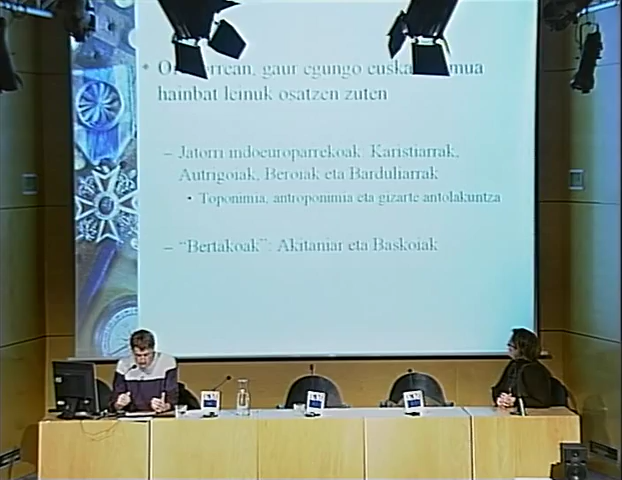 gaur egungo
hainbat leinuk osatzen zuten
– Jatorri indoeuroparrekoak: Karistiarrak,
Autrigoiak, Beroiak eta Barduliarrak
• Toponimia, antroponimia eta gizarte antolakuntza
– “Bertakoak”: Akitaniar eta Baskoiak